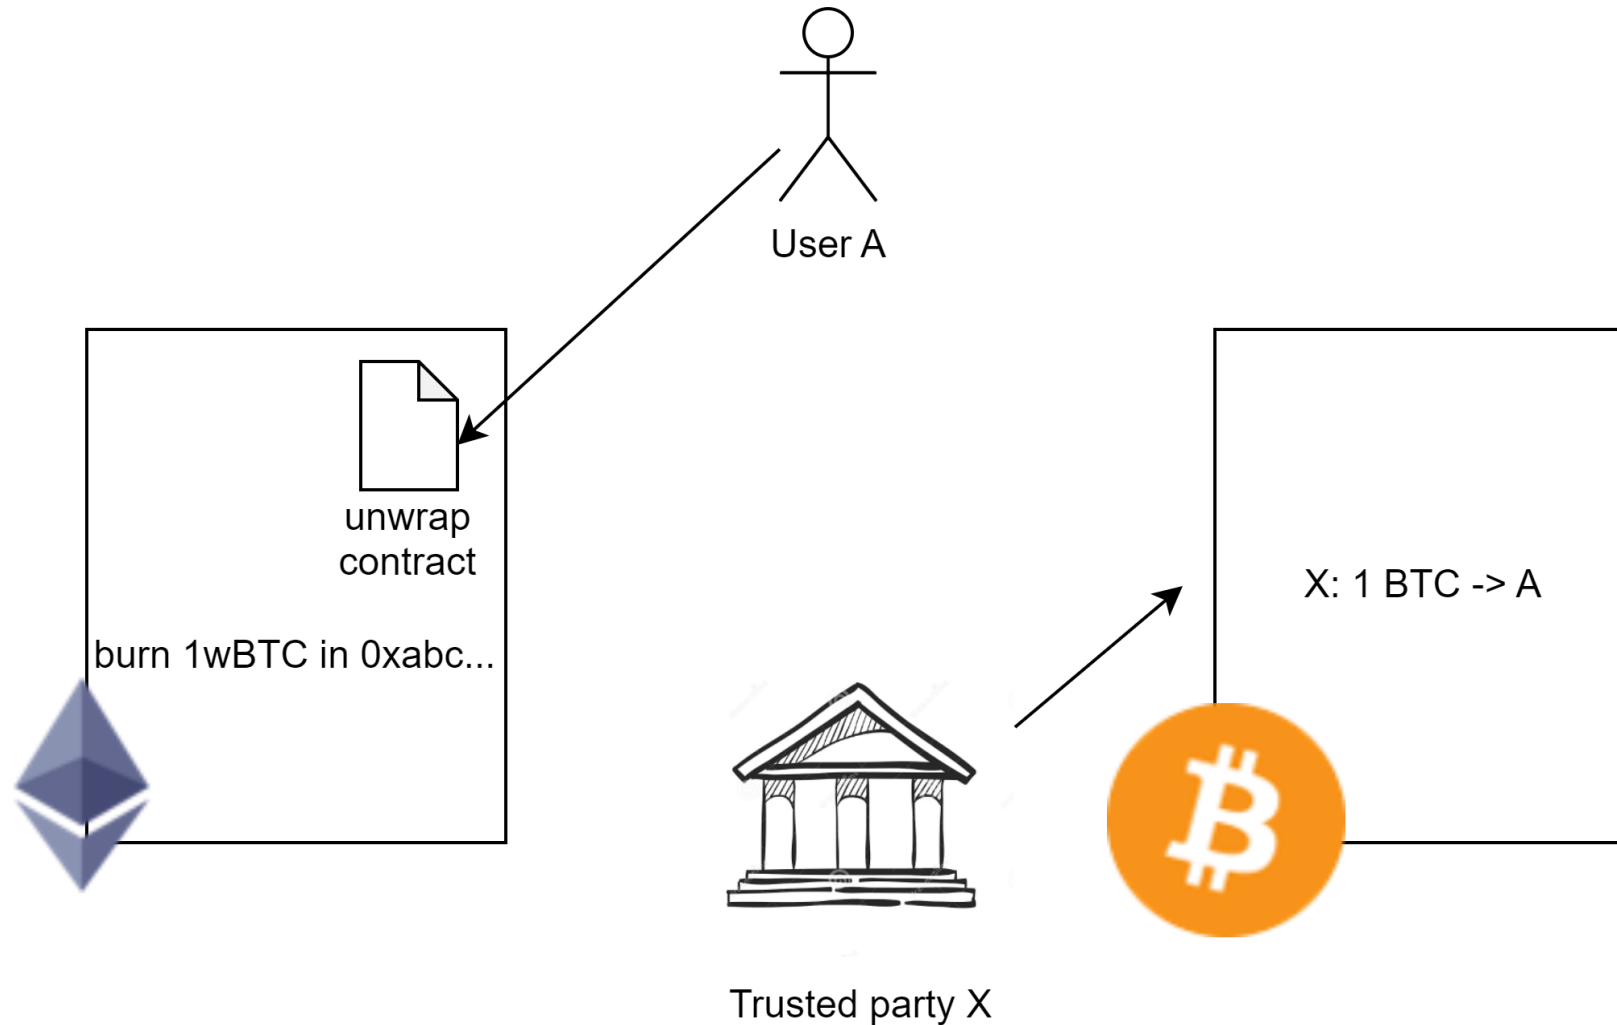 User A
unwrap
contract
burn 1wBTC in 0xabc...
X: 1 BTC -> A
Trusted party X